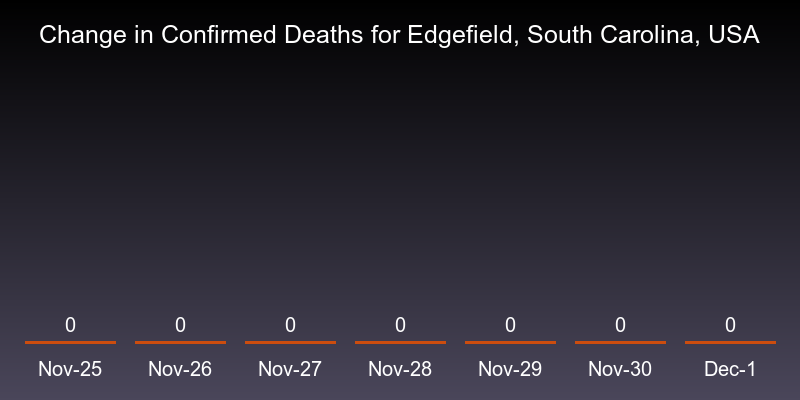 Change in Confirmed Deaths for Edgefield, South Carolina, USA
0 0 0 0 0 0 0
Nov-25 Nov-26 Nov-27 Nov-28 Nov-29 Nov-30 Dec-1